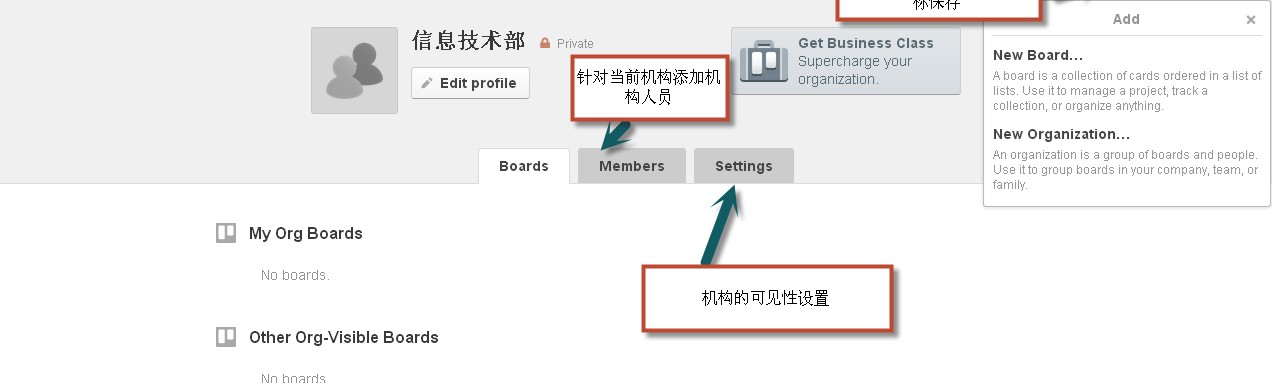 称保存
Add
信息技术部
Private
Edit profile
Get Business Class
Supercharge your
organization.
针对当前机构添加机
构人员
New Board…
A board is a collection of cards ordered in a list of
lists. Use it to manage a project, track a
collection, or organize anything.
New Organization…
An organization is a group of boards and people.
Use it to group boards in your company, team, or
family.
Boards
Members
Settings
My Org Boards
No boards.
机构的可见性设置
Other Org-Visible Boards
No boards